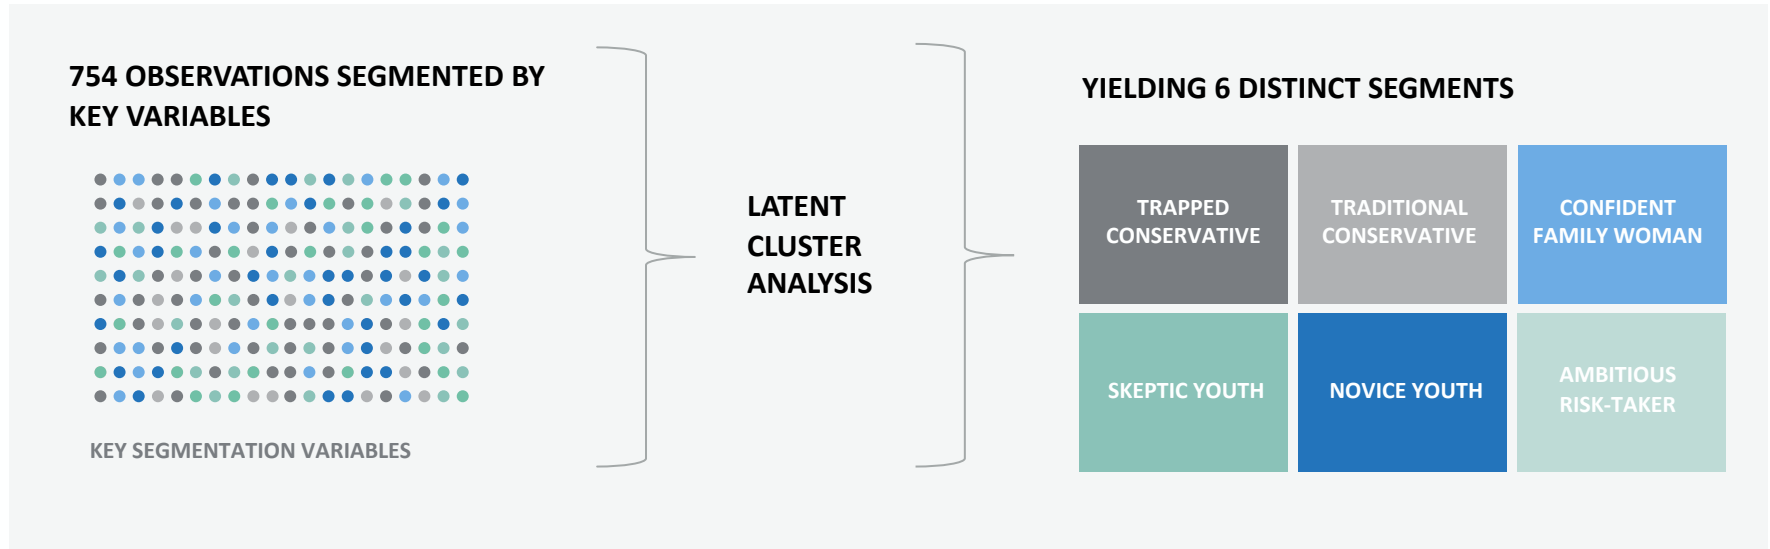 754 OBSERVATIONS SEGMENTED BY
KEY VARIABLES
KEY SEGMENTATION VARIABLES
LATENT
CLUSTER
ANALYSIS
YIELDING 6 DISTINCT SEGMENTS
TRAPPED
CONSERVATIVE
TRADITIONAL
CONSERVATIVE
CONFIDENT
FAMILY WOMAN
SKEPTIC YOUTH
NOVICE YOUTH
AMBITIOUS
RISK-TAKER